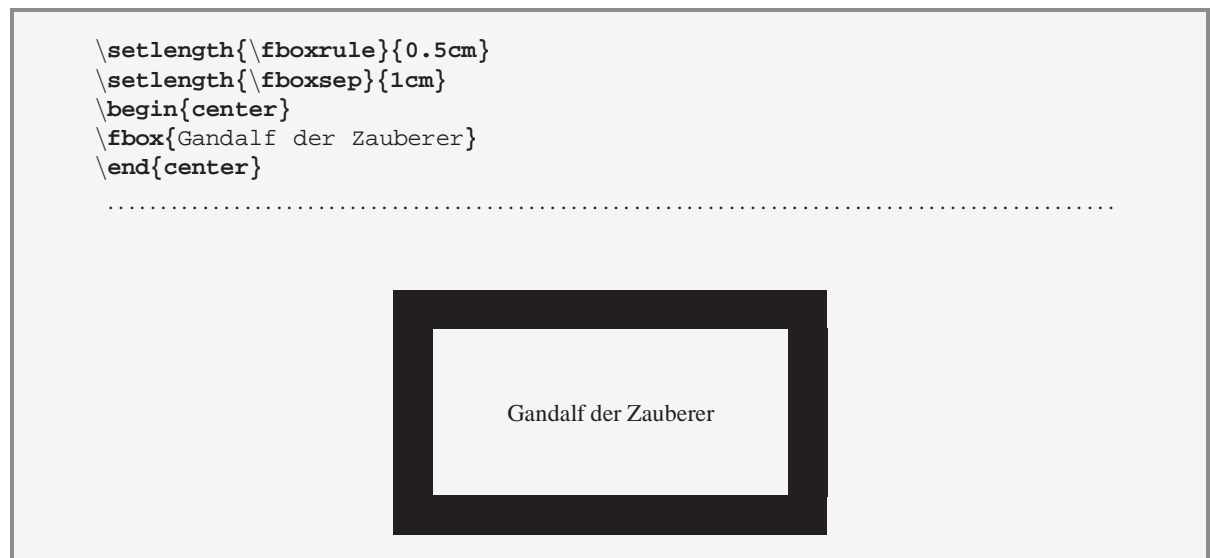 \setlength{\fboxrule}{0.5cm}
\setlength{\fboxsep}{1cm}
\begin{center}
\fbox{Gandalf der Zauberer}
\end{center}
Gandalf der Zauberer